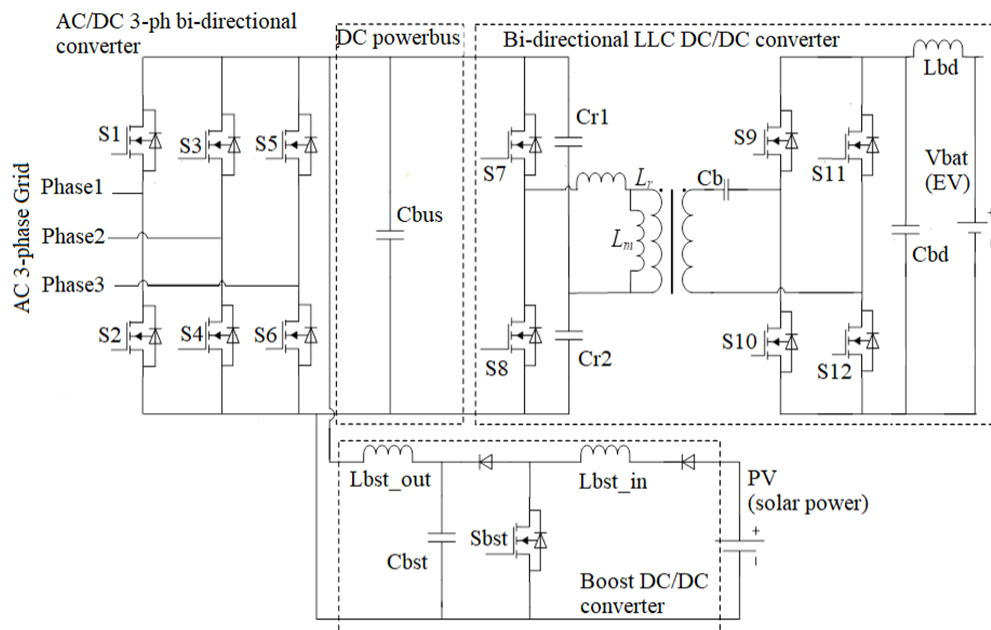 AC/DC 3-ph bi-directional
converter
DC powerbus
Bi-directional LLC DC/DC converter
Lbd
S1
S3
S5
S7
Cr1
S9
S11
Vbat
(EV)
+
AC 3-phase Grid
Phase1
Phase2
Phase3
Cbus
Lr
Lm
Cb
Cbd
S2
S4
S6
S8
Cr2
S10
S12
Lbst_out
Lbst_in
PV
(solar power)
+
Sbst
Cbst
Boost DC/DC
converter